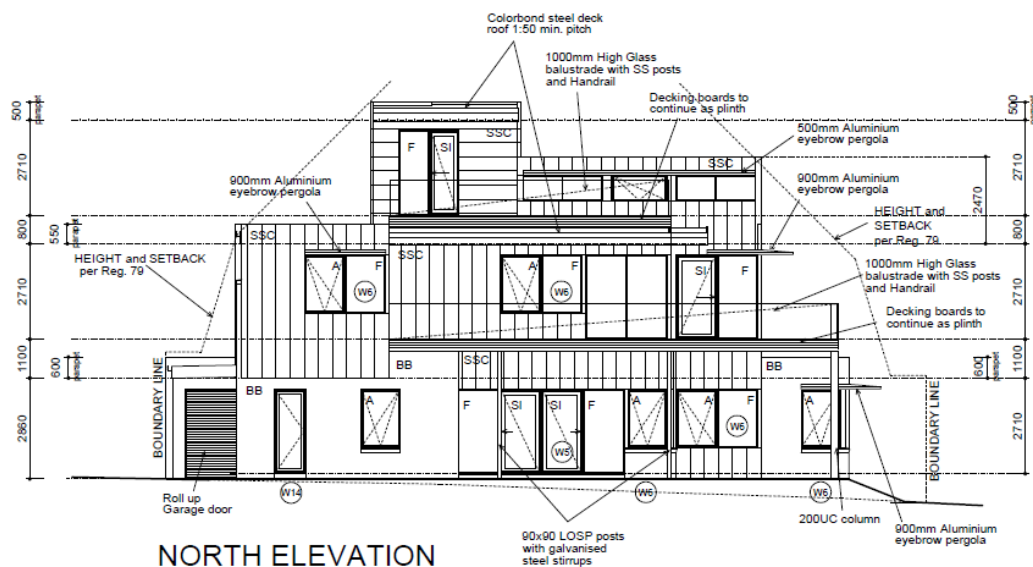 Colorbond steel deck
roof 1:50 min. pitch
1000mm High Glass
balustrade with SS posts
and Handrail
Decking boards to
continue as plinth
500
parapet
500
parapet
SSC
F
SI
500mm Aluminium
eyebrow pergola
SSC
2710
2710
900mm Aluminium
eyebrow pergola
900mm Aluminium
eyebrow pergola
2470
HEIGHT and
SETBACK
per Reg. 79
800
550
parapet
800
SSC
SSC
HEIGHT and SETBACK
per Reg. 79
1000mm High Glass
balustrade with SS posts
and Handrail
A
F
W6
A
F
W6
SI
F
2710
2710
Decking boards to
continue as plinth
1100
600
parapet
BB
SSC
BB
600
parapet
1100
BOUNDARY LINE
BB
A
F
SI
SI
F
A
A
F
A
W5
W6
2860
2710
BOUNDARY LINE
Roll up
Garage door
W14
W6
W6
200UC column
900mm Aluminium
eyebrow pergola
90x90 LOSP posts
with galvanised
steel stirrups
NORTH ELEVATION